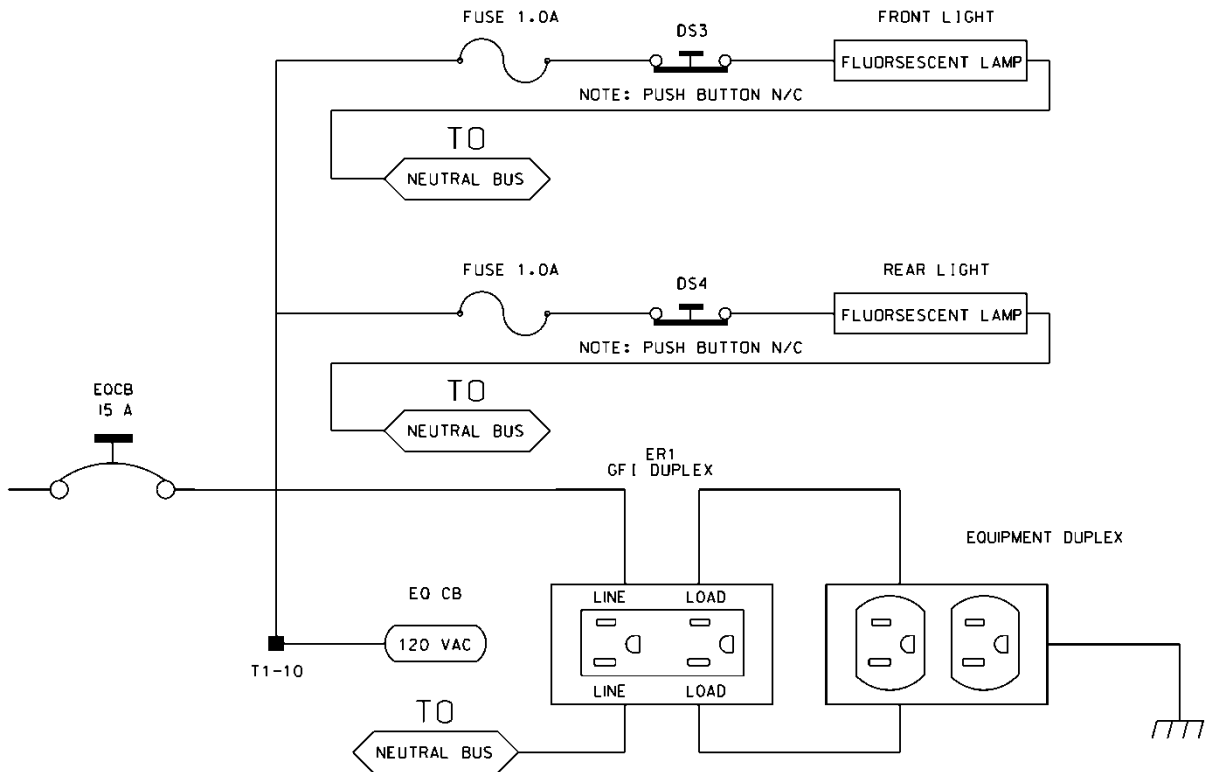 FUSE 1.0A
DS3
FRONT LIGHT
FLUORSESCENT LAMP
NOTE: PUSH BUTTON N/C
TO
NEUTRAL BUS
FUSE 1.0A
DS4
REAR LIGHT
FLUORSESCENT LAMP
NOTE: PUSH BUTTON N/C
TO
NEUTRAL BUS
EQCB
15 A
ER1
GFI DUPLEX
EQUIPMENT DUPLEX
EQ CB
120 VAC
T1-10
LINE LOAD
LINE LOAD
TO
NEUTRAL BUS